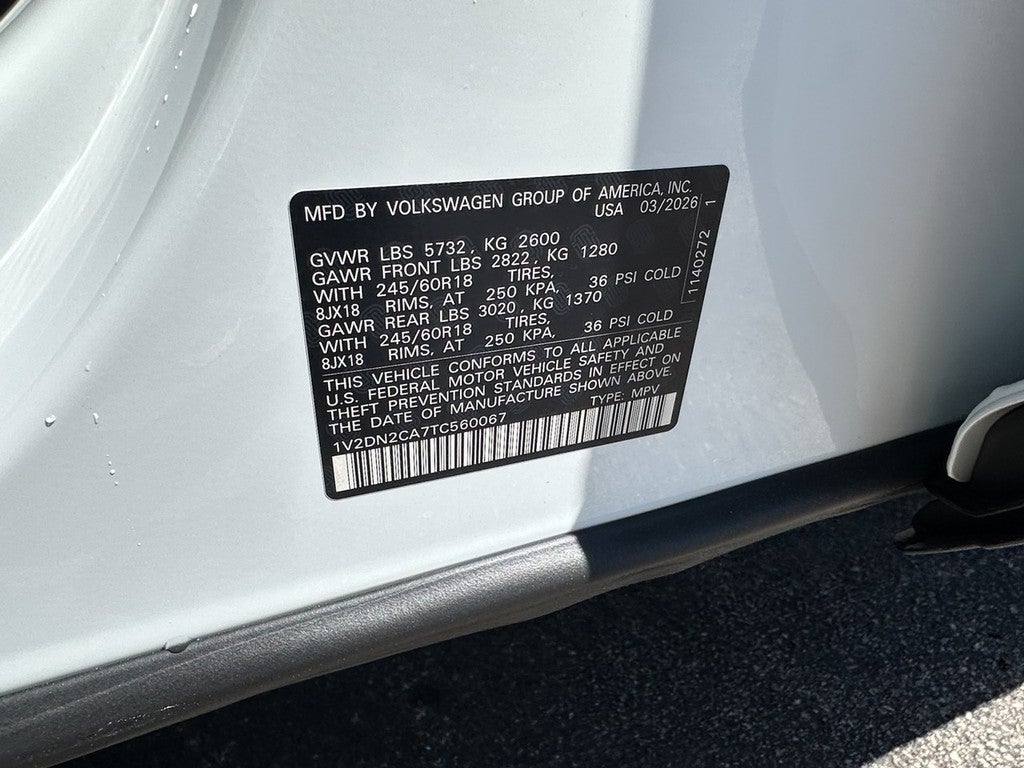 MFD BY VOLKSWAGEN GROUP OF AMERICA, INC.
USA 03/2026
GVWR LBS 5732, KG 2600
GAWR FRONT LBS 2822, KG 1280
WITH 245/60R18 TIRES,
8JX18 RIMS, AT 250 KPA, 36 PSI COLD
GAWR REAR LBS 3020, KG 1370
WITH 245/60R18 TIRES,
8JX18 RIMS, AT 250 KPA, 36 PSI COLD
THIS VEHICLE CONFORMS TO ALL APPLICABLE
U.S. FEDERAL MOTOR VEHICLE SAFETY AND
THEFT PREVENTION STANDARDS IN EFFECT ON
THE DATE OF MANUFACTURE SHOWN ABOVE.
1V2DN2CA7TC560067 TYPE: MPV
1140272 1